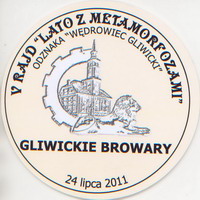 V RAJD "LATO Z METAMORFOZAMI"
ODZNAKA "WĘDROWIEC GLIWICKI"
GLIWICKIE BROWARY
24 lipca 2011